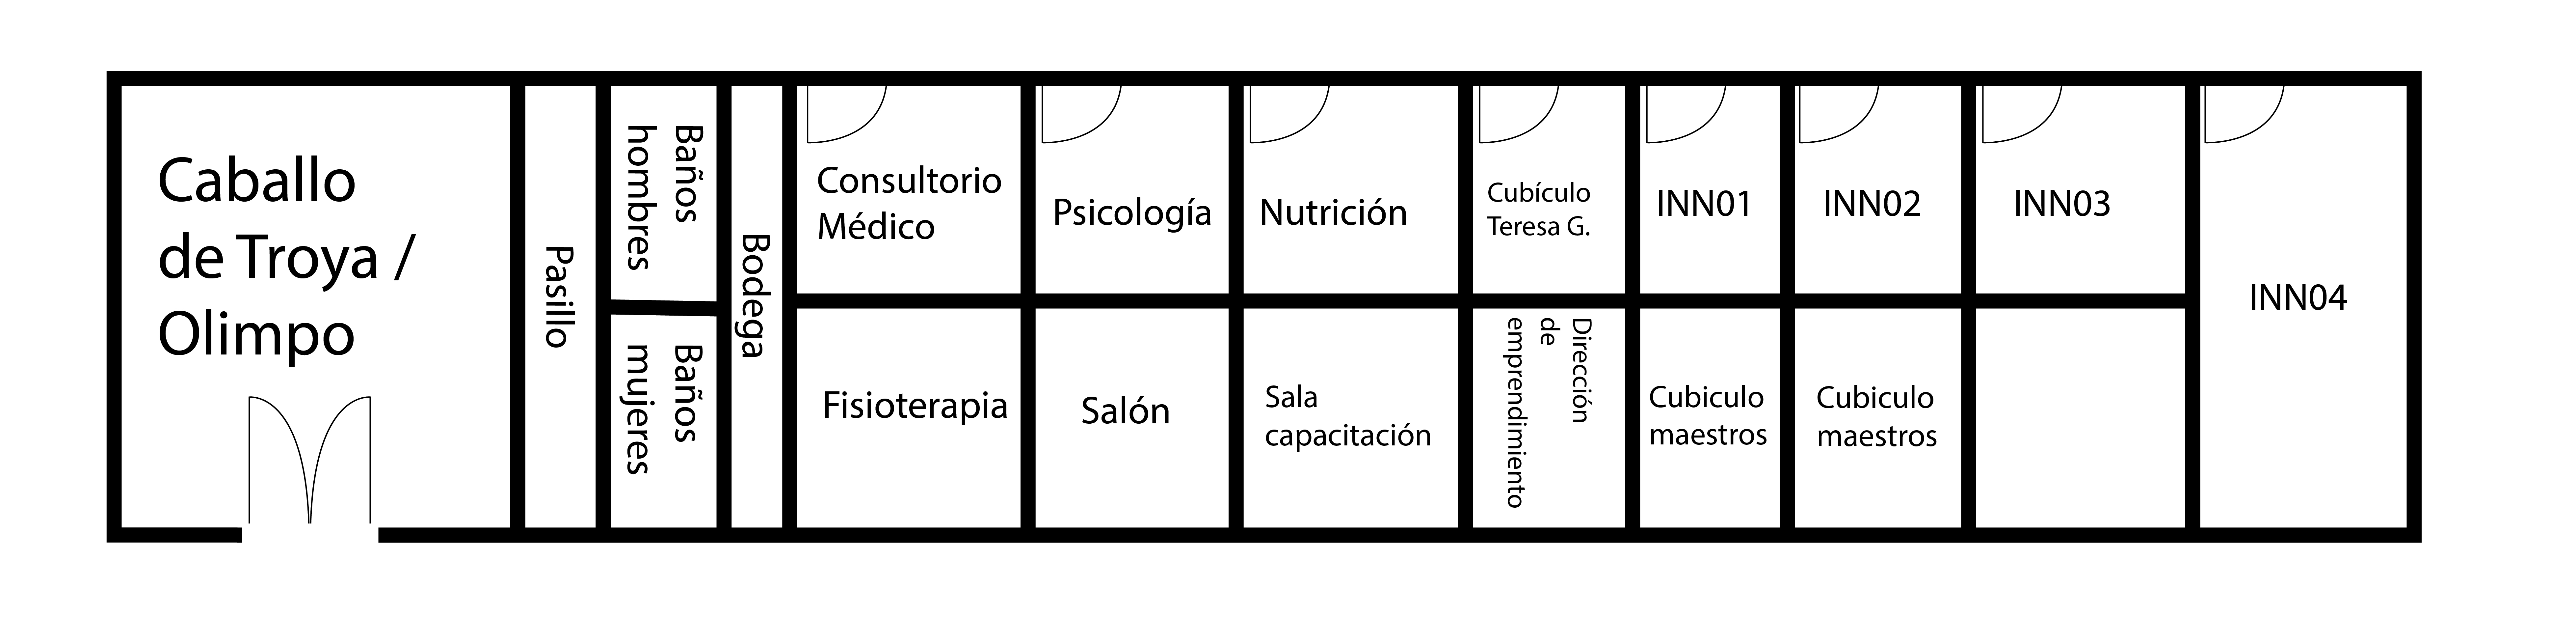 Caballo
de Troya /
Olimpo
Pasillo
Baños
hombres
Baños
mujeres
Bodega
Consultorio
Médico
Psicología
Nutrición
Cubículo
Teresa G.
INN01
INN02
INN03
INN04
Fisioterapia
Salón
Sala
capacitación
Dirección
de
emprendimiento
Cubiculo
maestros
Cubiculo
maestros